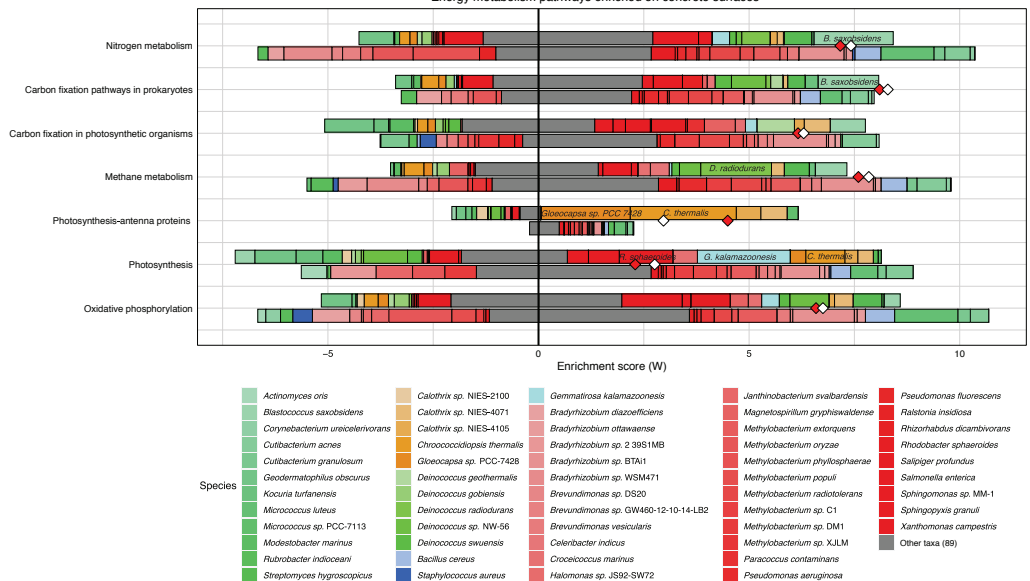 Energy metabolism pathways enriched on concrete surfaces
Nitrogen metabolism
B. saxobsidens
Carbon fixation pathways in prokaryotes
B. saxobsidens
Carbon fixation in photosynthetic organisms
Methane metabolism
D. radiodurans
Photosynthesis-antenna proteins
Gloeocapsa sp. PCC 7428
C. thermalis
Photosynthesis
R. sphaeroides
G. kalamazoonesis
C. thermalis
Oxidative phosphorylation
−5
0
5
10
Enrichment score (W)
Species
Actinomyces oris
Blastococcus saxobsidens
Corynebacterium ureicelerivorans
Cutibacterium acnes
Cutibacterium granulosum
Geodermatophilus obscurus
Kocuria turfanensis
Micrococcus luteus
Micrococcus sp. PCC-7113
Modestobacter marinus
Rubrobacter indioceani
Streptomyces hygroscopicus
Calothrix sp. NIES-2100
Calothrix sp. NIES-4071
Calothrix sp. NIES-4105
Chroococcidiopsis thermalis
Gloeocapsa sp. PCC-7428
Deinococcus geothermalis
Deinococcus gobiensis
Deinococcus radiodurans
Deinococcus sp. NW-56
Deinococcus swuensis
Bacillus cereus
Staphylococcus aureus
Gemmatirosa kalamazoonesis
Bradyrhizobium diazoefficiens
Bradyrhizobium ottawaense
Bradyrhizobium sp. 2 39S1MB
Bradyrhizobium sp. BTAi1
Bradyrhizobium sp. WSM471
Brevundimonas sp. DS20
Brevundimonas sp. GW460-12-10-14-LB2
Brevundimonas vesicularis
Celeribacter indicus
Croceicoccus marinus
Halomonas sp. JS92-SW72
Janthinobacterium svalbardensis
Magnetospirillum gryphiswaldense
Methylobacterium extorquens
Methylobacterium oryzae
Methylobacterium phyllosphaerae
Methylobacterium populi
Methylobacterium radiotolerans
Methylobacterium sp. C1
Methylobacterium sp. DM1
Methylobacterium sp. XJLM
Paracoccus contaminans
Pseudomonas aeruginosa
Pseudomonas fluorescens
Ralstonia insidiosa
Rhizorhabdus dicambivorans
Rhodobacter sphaeroides
Salipiger profundus
Salmonella enterica
Sphingomonas sp. MM-1
Sphingopyxis granuli
Xanthomonas campestris
Other taxa (89)